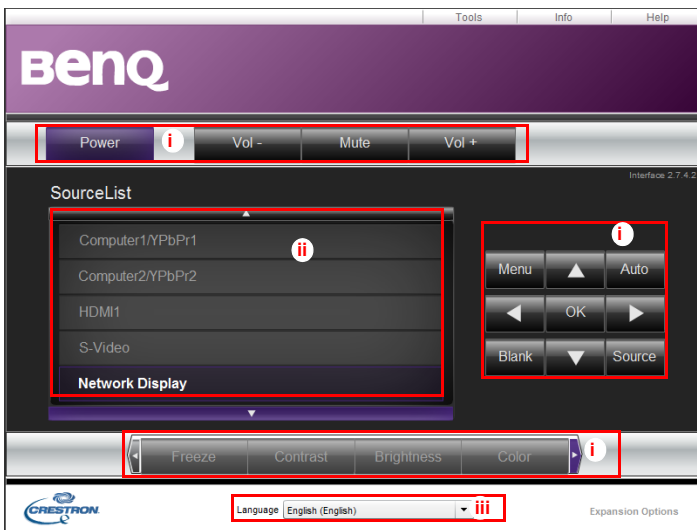 Tools Info Help
BenQ
Power i Vol - Mute Vol +
Interface 2.7.4.2
SourceList
i
Computer1/YPbPr1
ii
Computer2/YPbPr2
Menu Auto
HDMI1
OK
S-Video
Blank Source
Network Display
Freeze Contrast Brightness Color i
CRESTRON
Language English (English) iii
Expansion Options